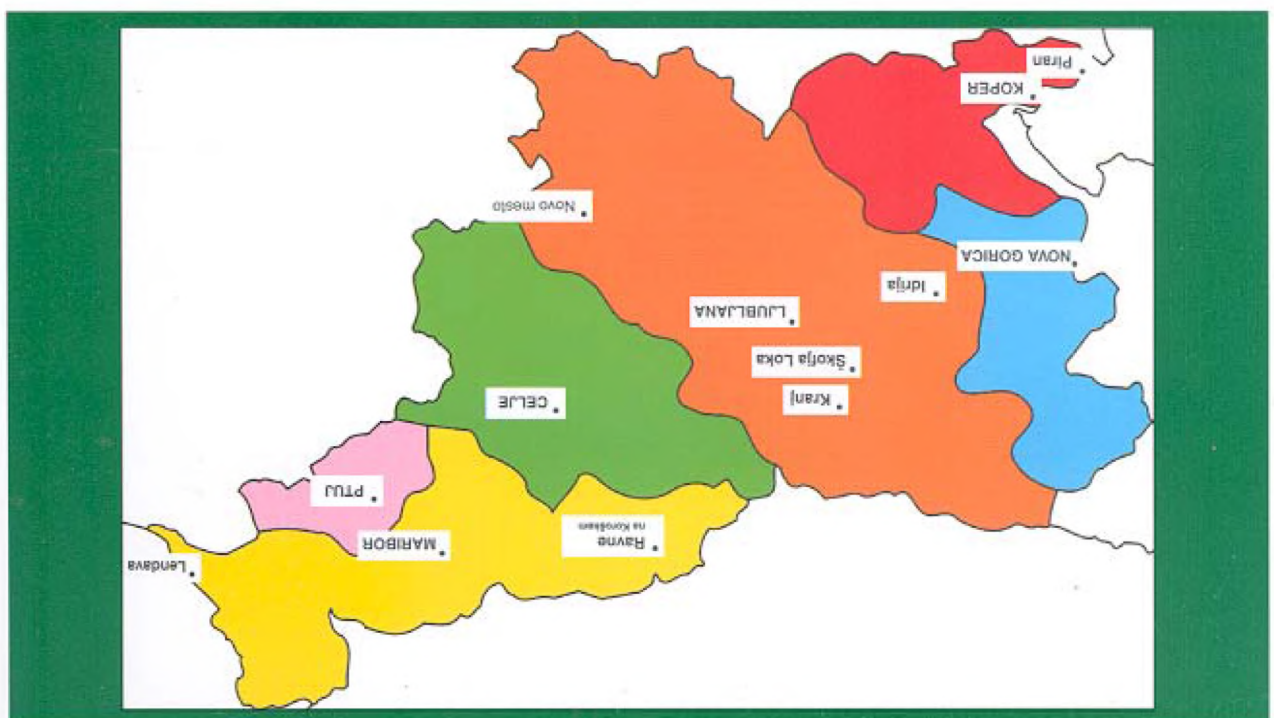 Lendava
Ravne
na Koroškem
MARIBOR
PTUJ
Kranj
CELJE
Škofja Loka
LJUBLJANA
Idrija
NOVA GORICA
Novo mesto
KOPER
Piran